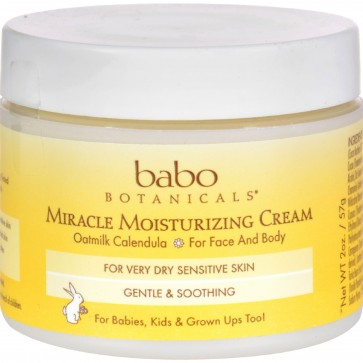 babo
BOTANICALS®
MIRACLE MOISTURIZING CREAM
Oatmilk Calendula For Face And Body
FOR VERY DRY SENSITIVE SKIN
GENTLE & SOOTHING
For Babies, Kids & Grown Ups Too!
*NET WT 2oz. / 57g